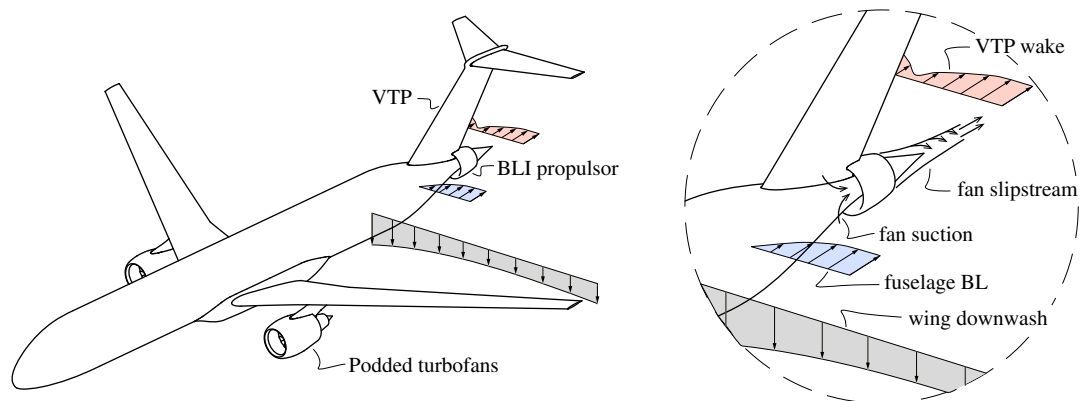 VTP
BLI propulsor
Podded turbofans
VTP wake
fan slipstream
fan suction
fuselage BL
wing downwash